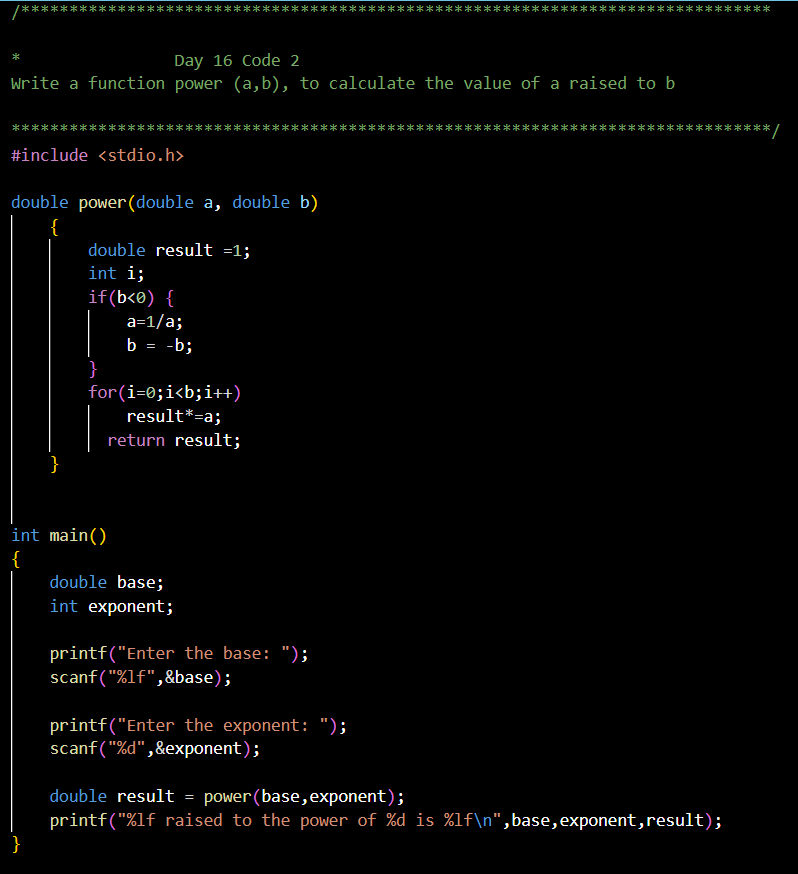 /******************************************************************************

*                Day 16 Code 2
Write a function power (a,b), to calculate the value of a raised to b

*******************************************************************************/
#include <stdio.h>

double power(double a, double b)
    {
        double result =1;
        int i;
        if(b<0) {
            a=1/a;
            b = -b;
        }
        for(i=0;i<b;i++)
            result*=a;
          return result;
    }


int main()
{
    double base;
    int exponent;

    printf("Enter the base: ");
    scanf("%lf",&base);

    printf("Enter the exponent: ");
    scanf("%d",&exponent);

    double result = power(base,exponent);
    printf("%lf raised to the power of %d is %lf\n",base,exponent,result);
}